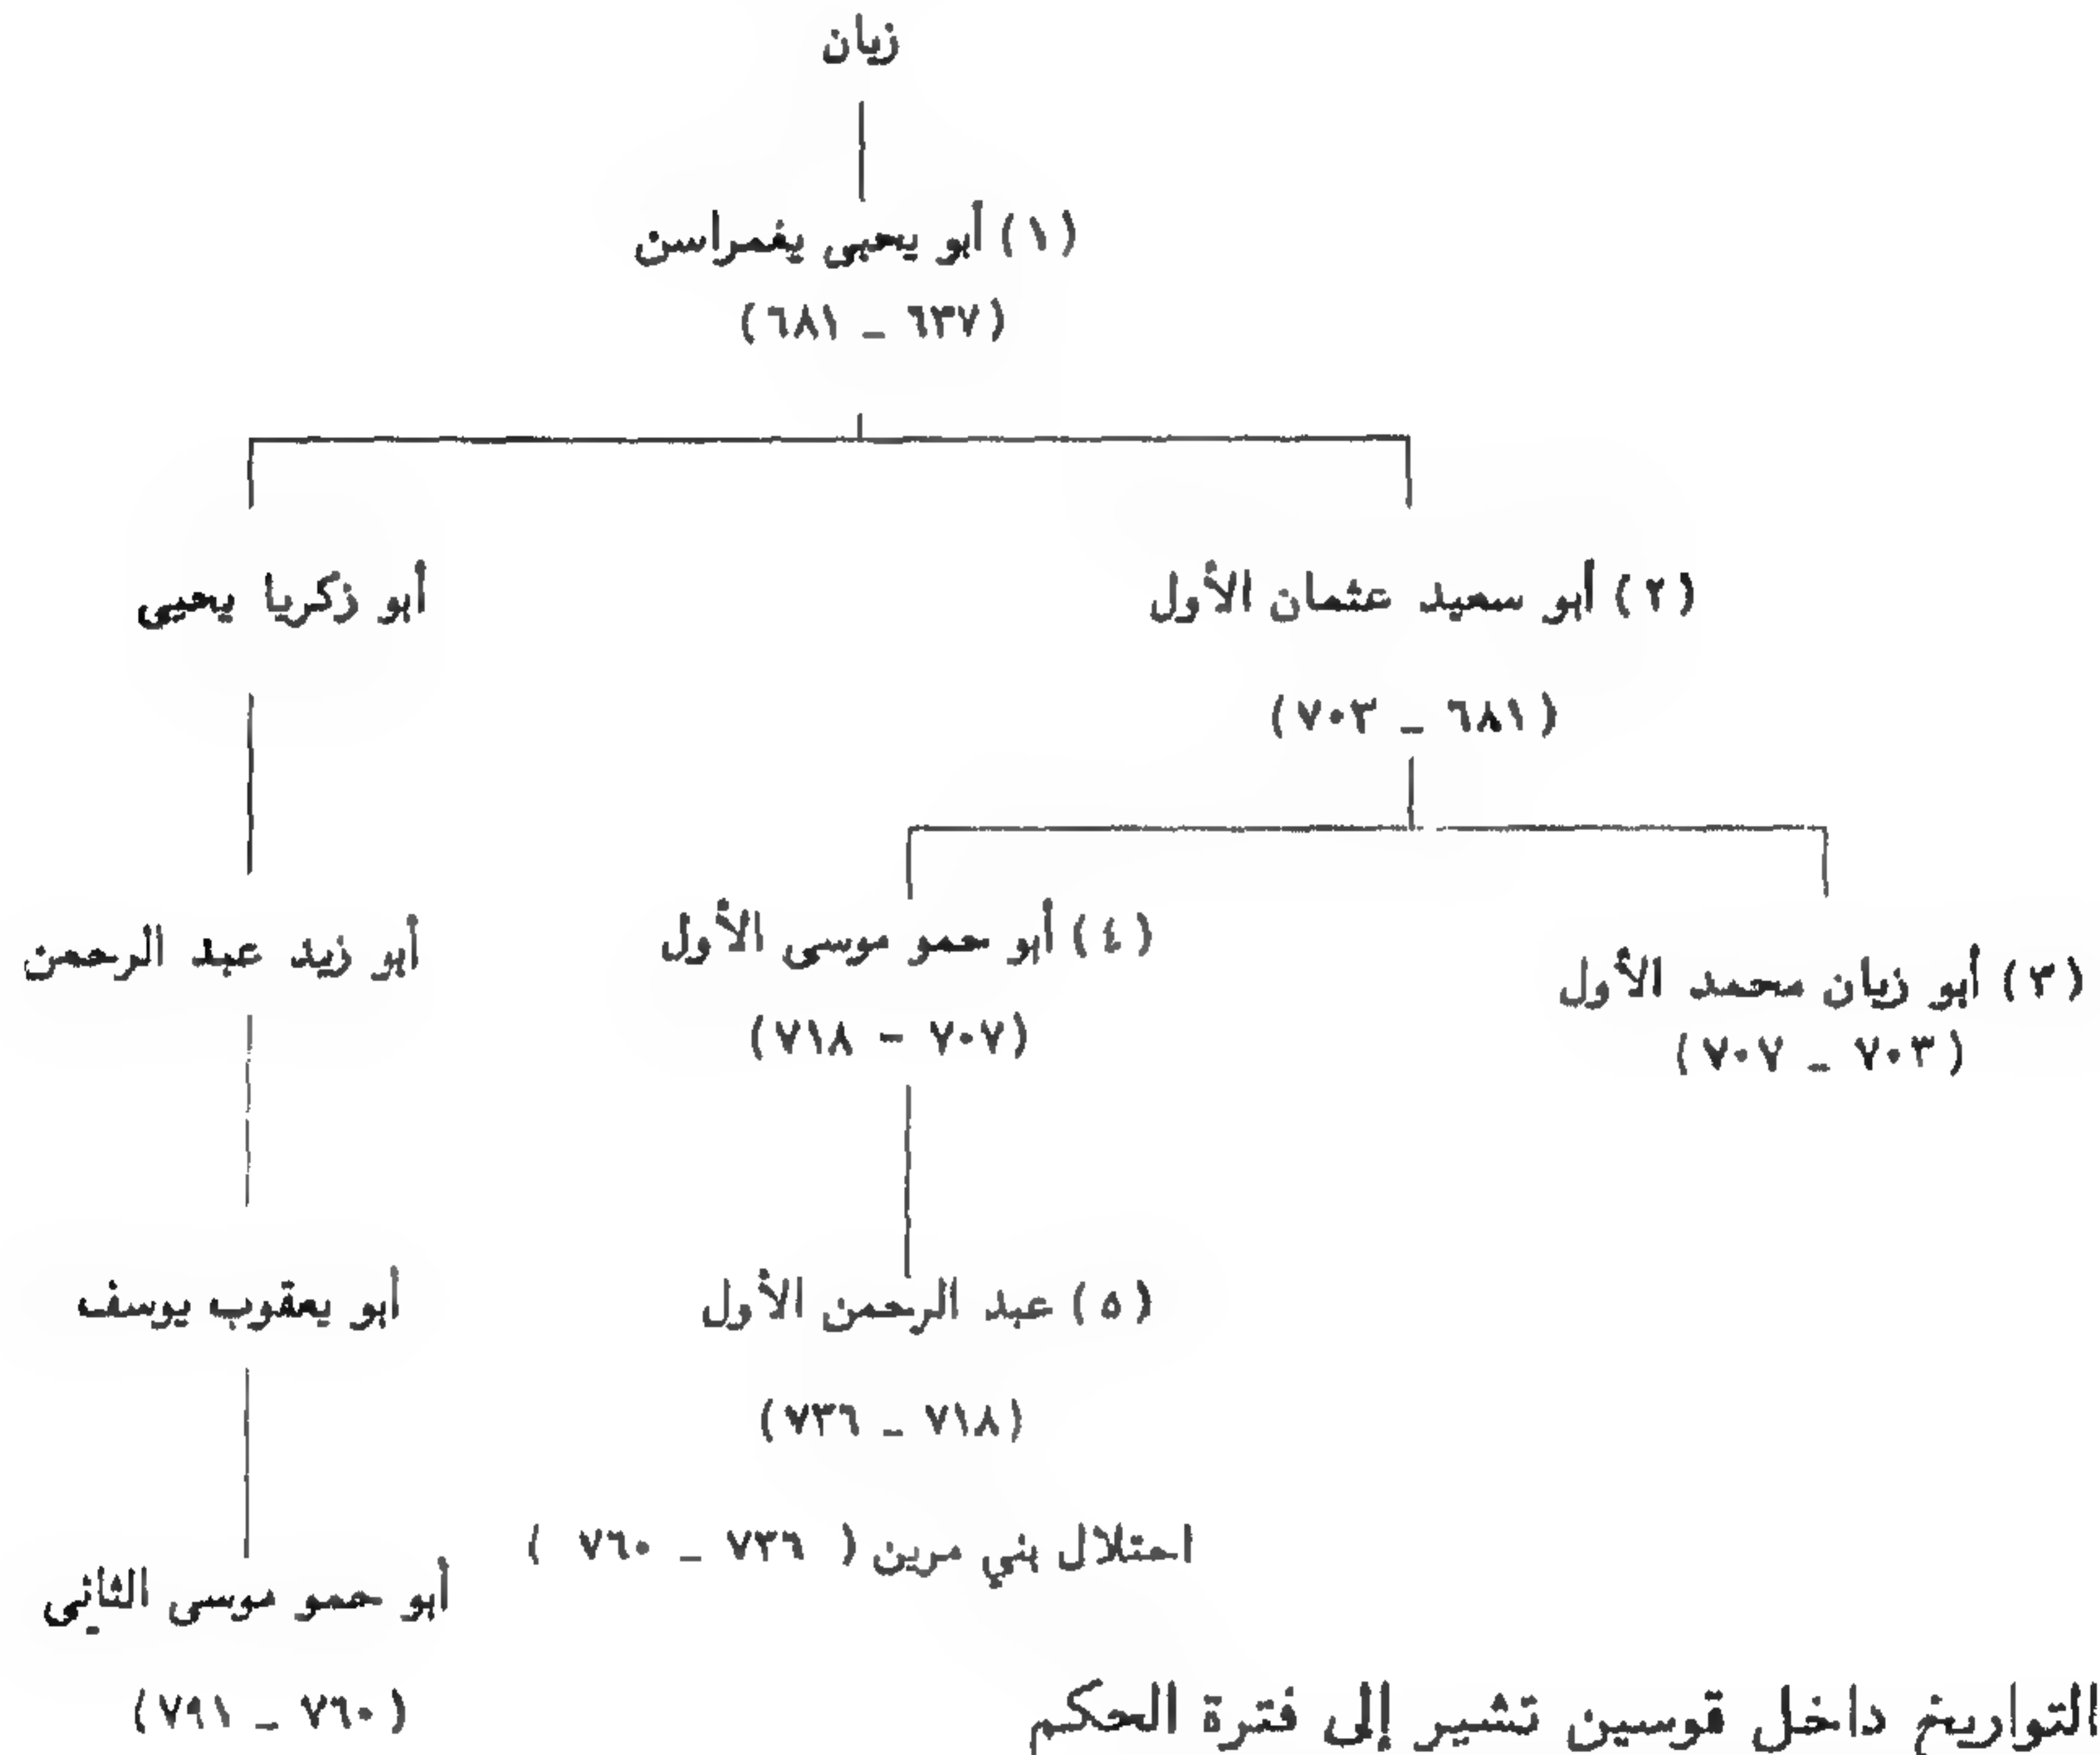 زيان
(١) أبو يحيى يغمراسن
(٦٣٧ ـ ٦٨١)
(٢) أبو سعيد عثمان الأول
أبو زكريا يحيى
(٦٨١ ـ ٧٠٣)
(٤) أبو حمو موسى الأول
أبو زيد عبد الرحمن
(٣) أبو زيان محمد الأول
(٧٠٧ - ٧١٨)
(٧٠٣ ـ ٧٠٧)
(٥) عبد الرحمن الأول
أبو يعقوب يوسف
(٧١٨ ـ ٧٣٦)
احتلال بني مرين ( ٧٣٦ ـ ٧٦٠ )
أبو حمو موسى الثاني
(٧٦٠ ـ ٧٩١)
التواريخ داخل قوسين تشير إلى فترة الحكم